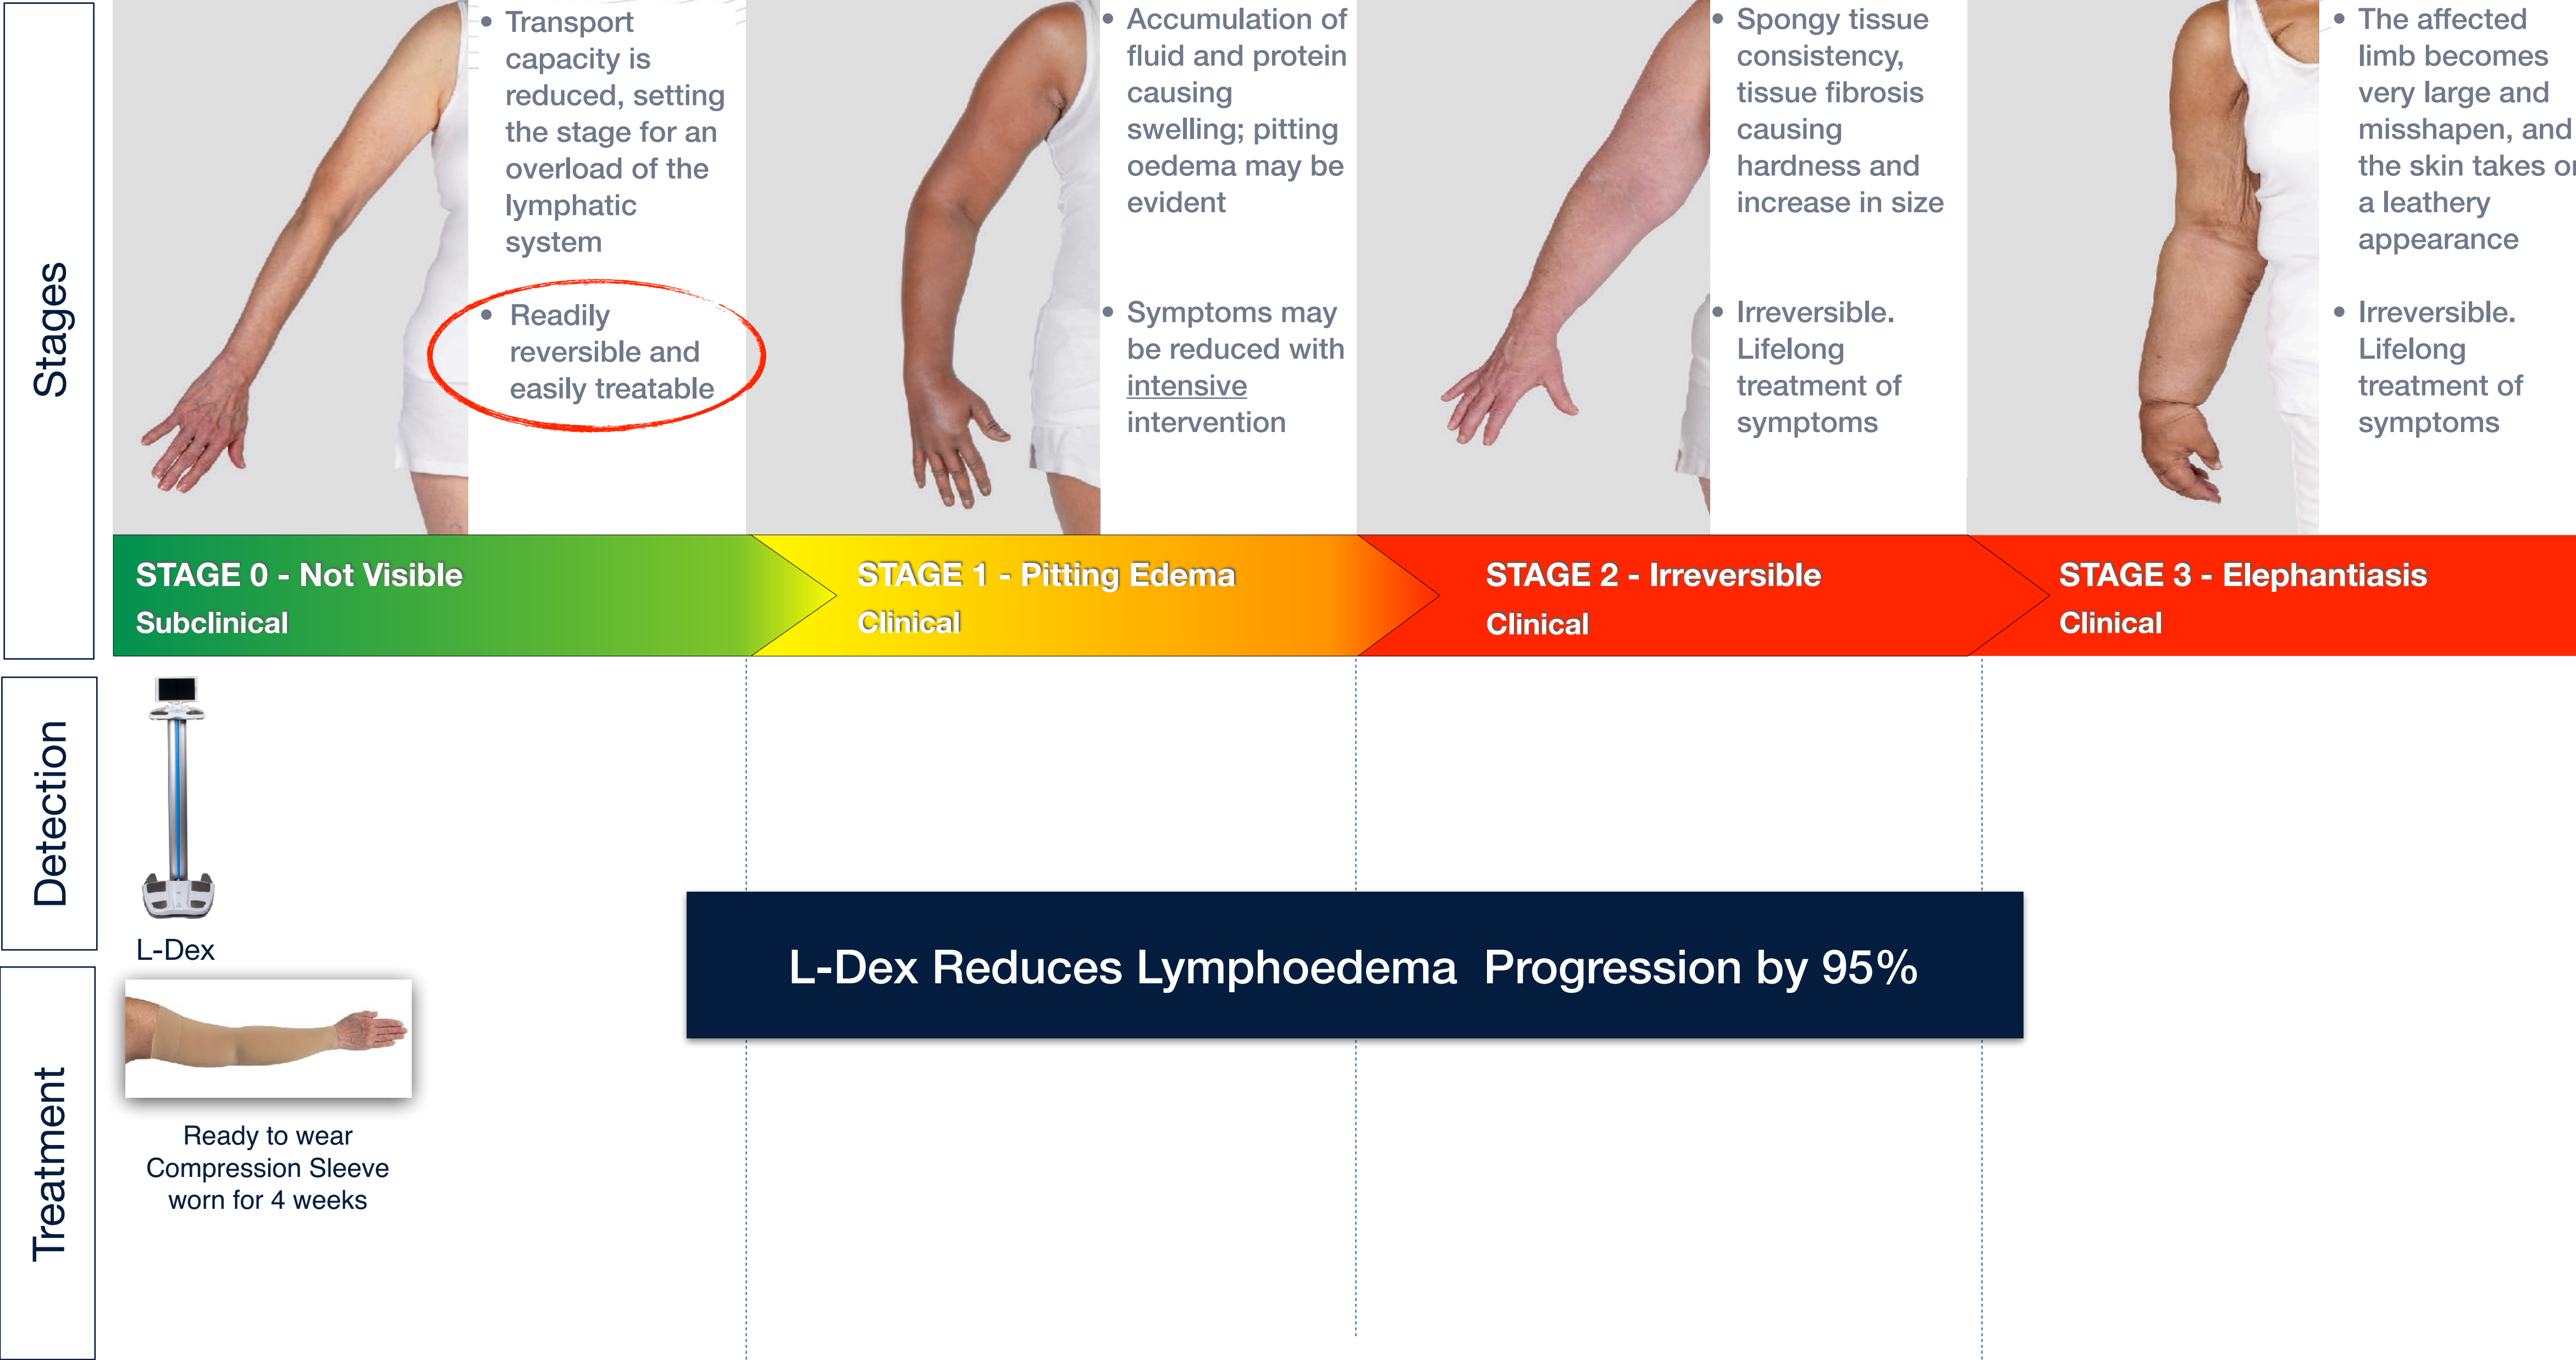 Stages
• Transport
capacity is
reduced, setting
the stage for an
overload of the
lymphatic
system
• Readily
reversible and
easily treatable
• Accumulation of
fluid and protein
causing
swelling; pitting
oedema may be
evident
• Symptoms may
be reduced with
intensive
intervention
• Spongy tissue
consistency,
tissue fibrosis
causing
hardness and
increase in size
• Irreversible.
Lifelong
treatment of
symptoms
• The affected
limb becomes
very large and
misshapen, and
the skin takes
a leathery
appearance
• Irreversible.
Lifelong
treatment of
symptoms
STAGE 0 - Not Visible
Subclinical
STAGE 1 - Pitting Edema
Clinical
STAGE 2 - Irreversible
Clinical
STAGE 3 - Elephantiasis
Clinical
Detection
L-Dex
L-Dex Reduces Lymphoedema Progression by 95%
Treatment
Ready to wear
Compression Sleeve
worn for 4 weeks